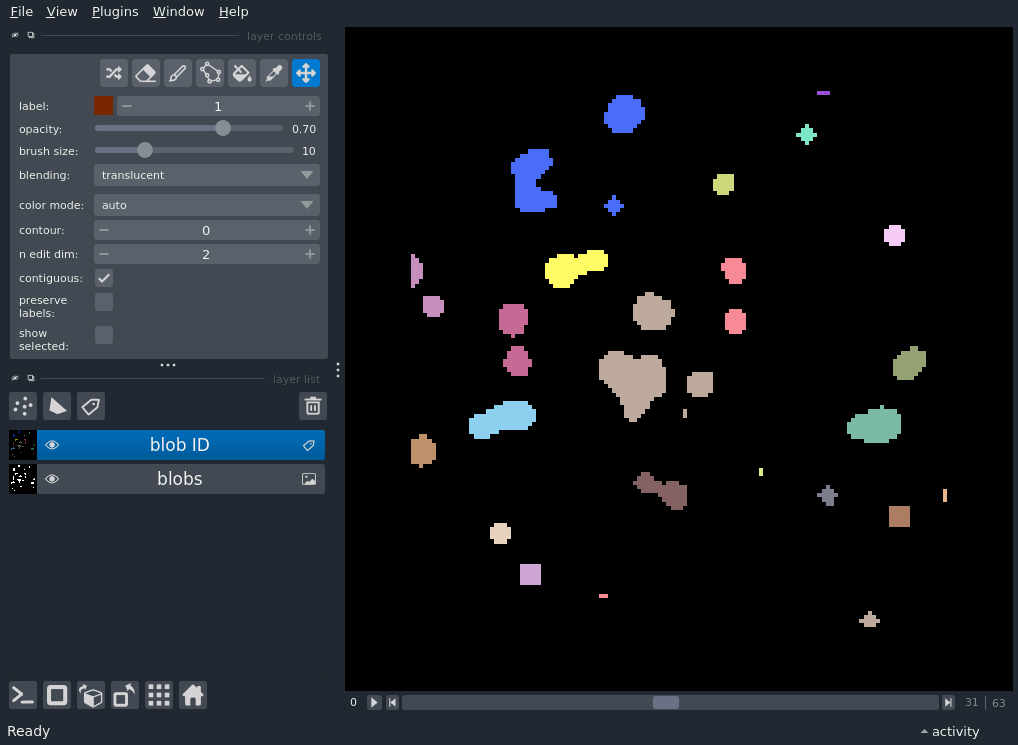 File View Plugins Window Help
layer controls
label: 1
opacity: 0.70
brush size: 10
blending: translucent
color mode: auto
contour: 0
n edit dim: 2
contiguous:
preserve
labels:
show
selected:
layer list
blob ID
blobs
0 31 63
Ready activity